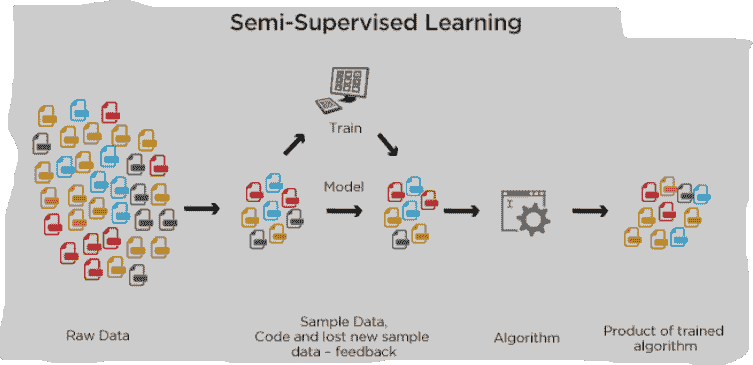 Semi-Supervised Learning
Train
Model
Raw Data
Sample Data,
Code and lost new sample
data – feedback
Algorithm
Product of trained
algorithm